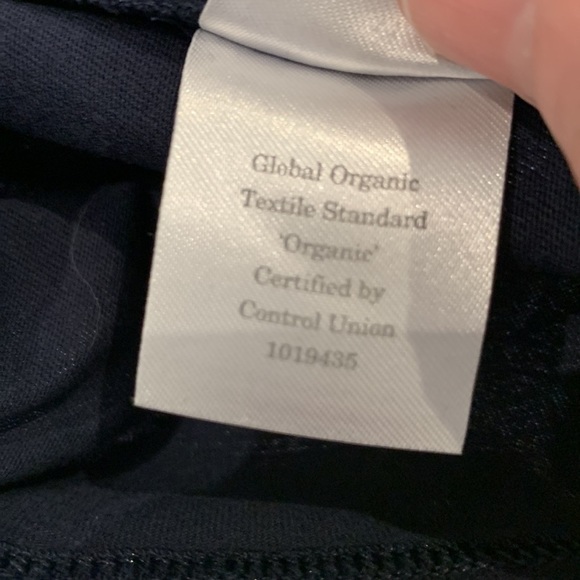 Global Organic
Textile Standard
'Organic'
Certified by
Control Union
1019435